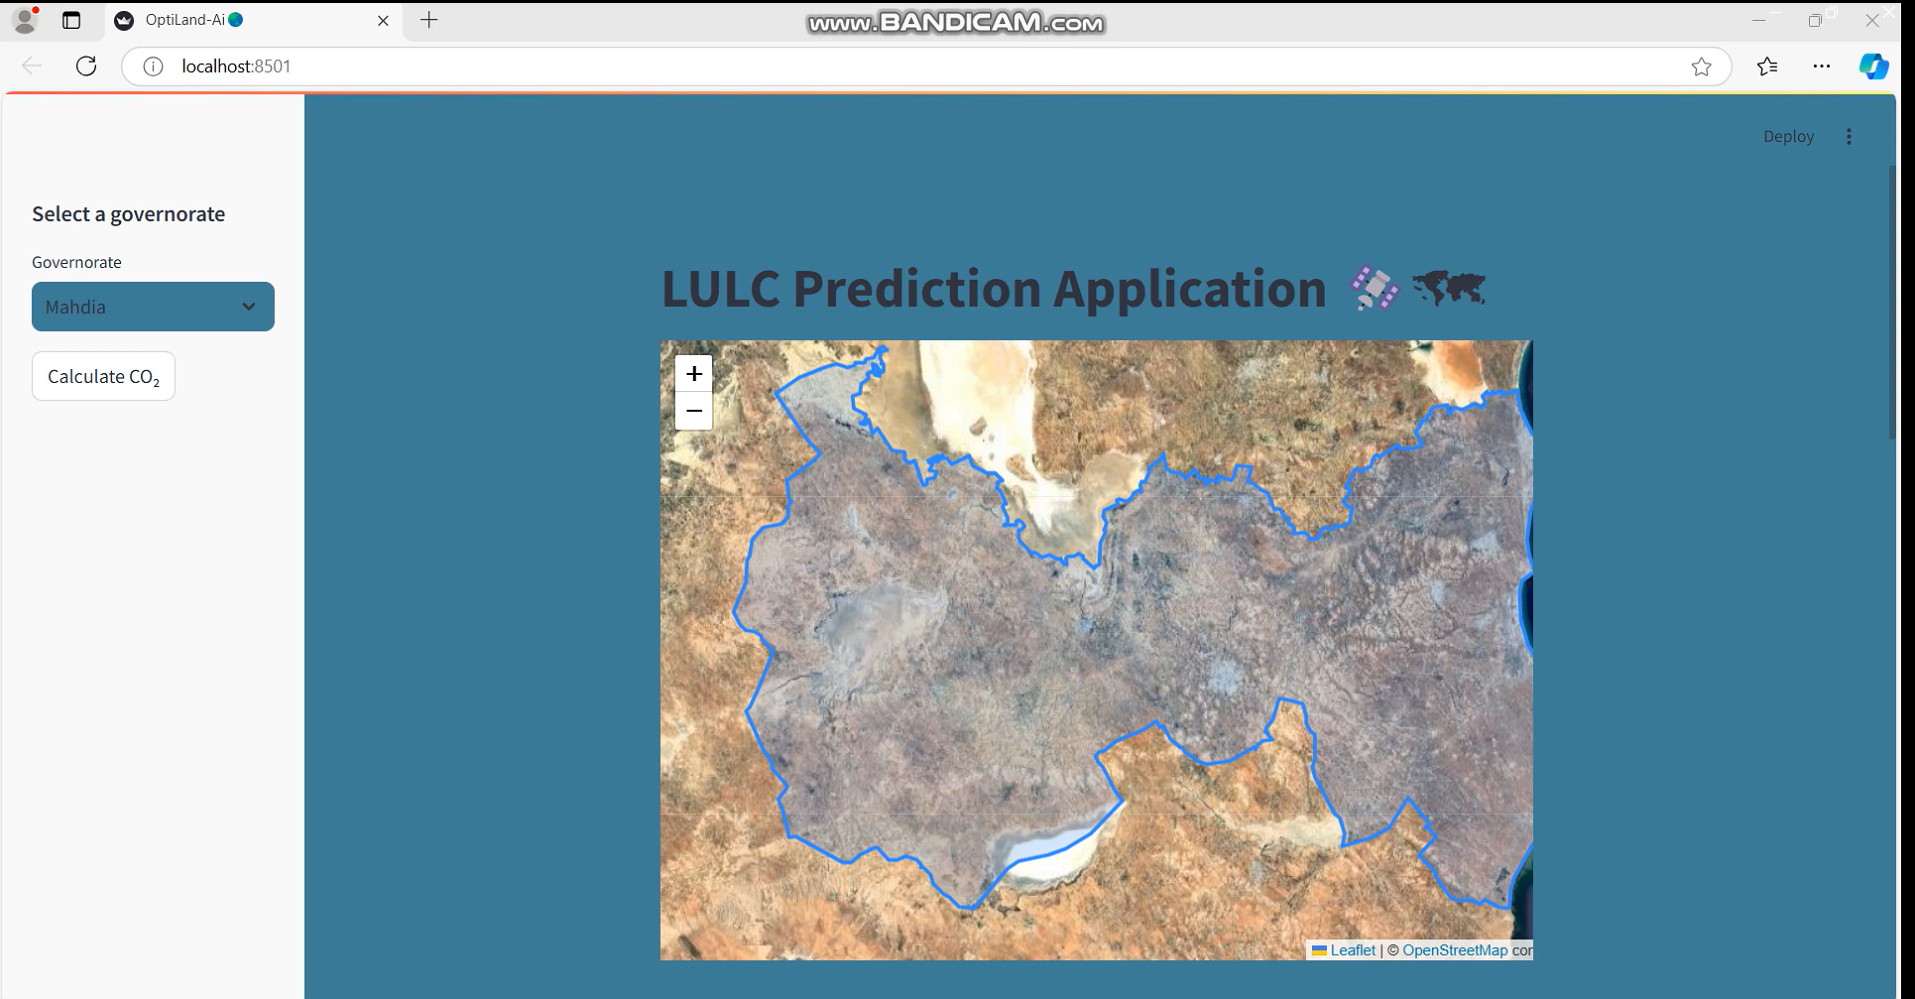 OptiLand-Ai
www.BANDICAM.com
localhost:8501
Deploy
Select a governorate
Governorate
Mahdia
Calculate CO₂
LULC Prediction Application
+
−
Leaflet | © OpenStreetMap cor